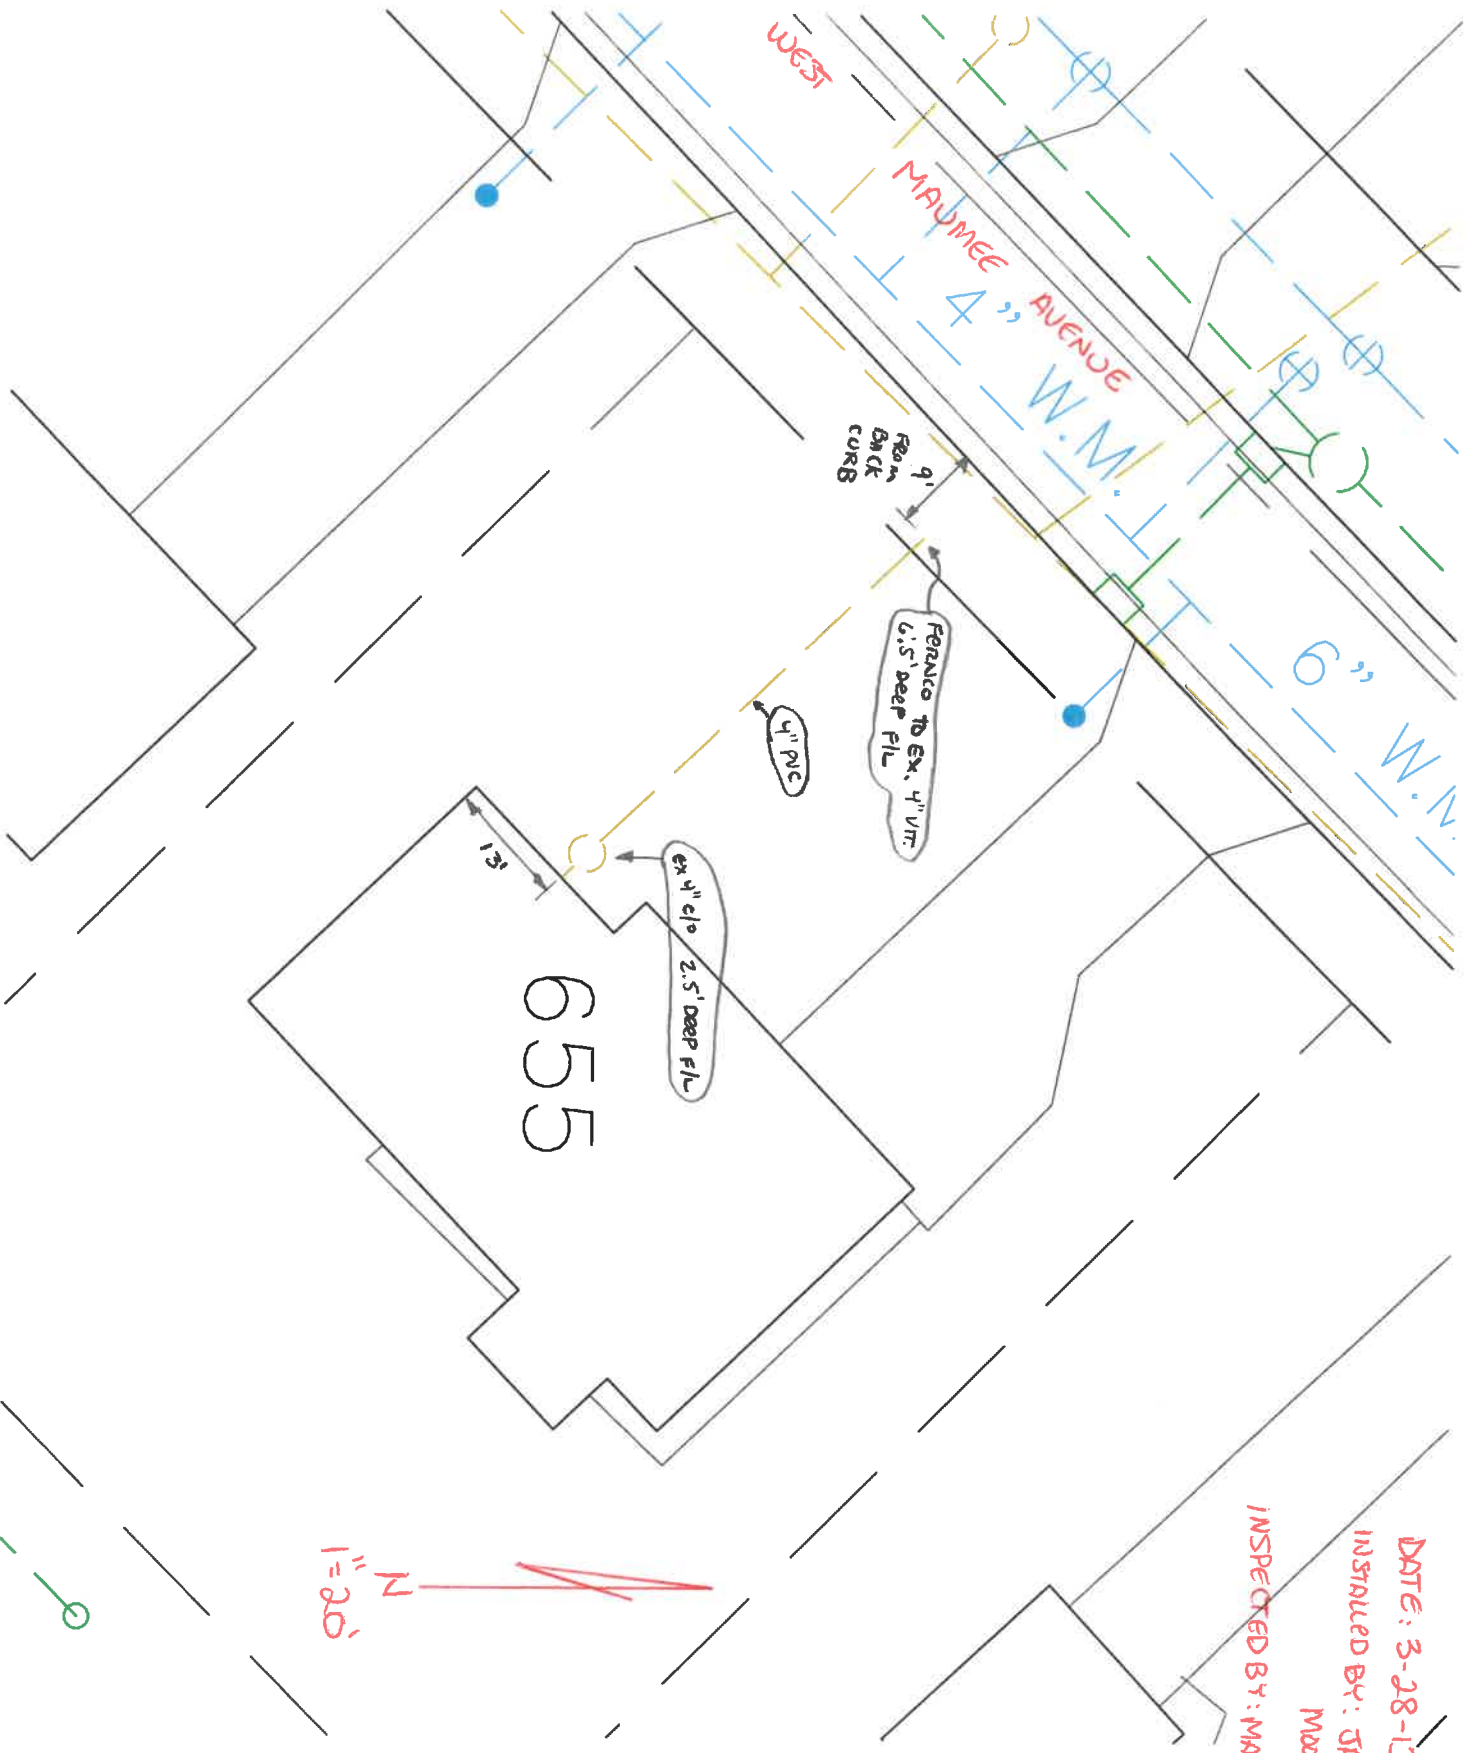 WEST
MAUMEE AVENUE
4" W.M.
6" W.M
9'
FROM
BACK
CURB
FERNCO TO EX. 4" VIT.
6.5' DEEP F/L
4" PVC
EX 4" C/O 2.5' DEEP F/L
13'
655
N
1"=20'
DATE: 3-28-1
INSTALLED BY:
INSPECTED BY: